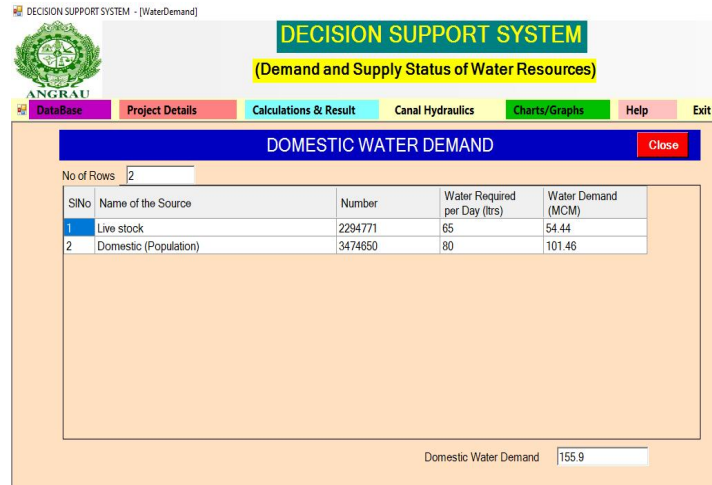 DECISION SUPPORT SYSTEM - [WaterDemand]
DECISION SUPPORT SYSTEM
(Demand and Supply Status of Water Resources)
ANGRAU
DataBase Project Details Calculations & Result Canal Hydraulics Charts/Graphs Help Exit
DOMESTIC WATER DEMAND Close
No of Rows 2
SlNo Name of the Source Number Water Required per Day (ltrs) Water Demand (MCM)
1 Live stock 2294771 65 54.44
2 Domestic (Population) 3474650 80 101.46
Domestic Water Demand 155.9